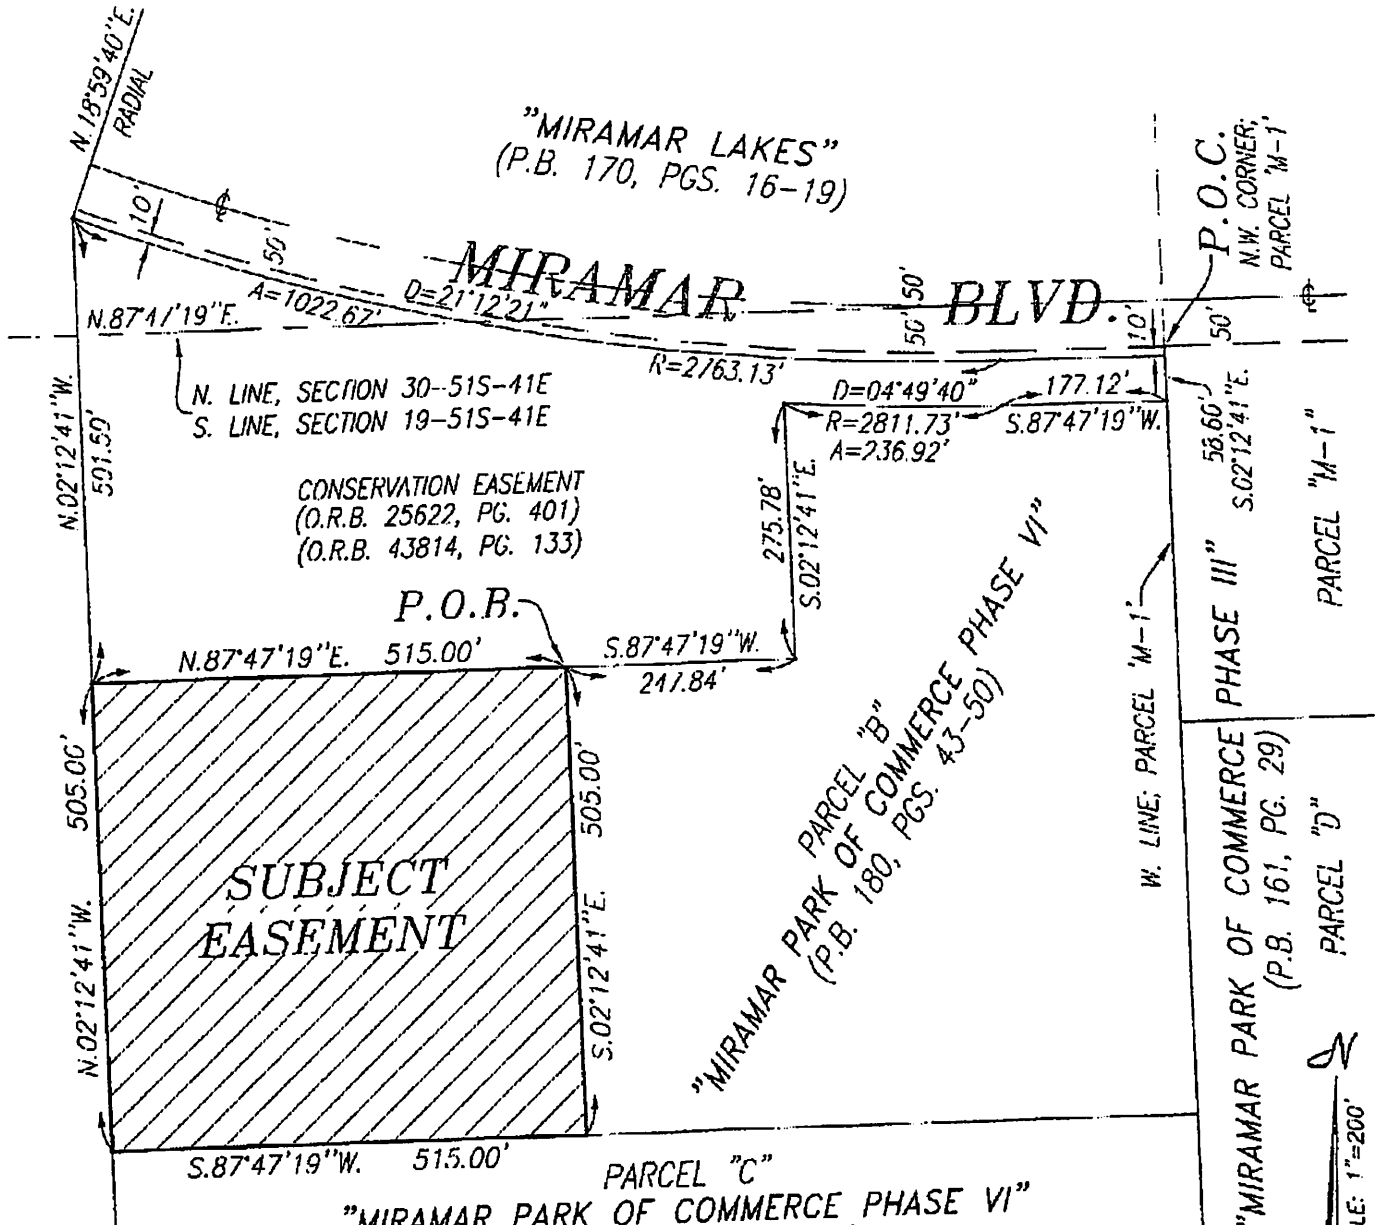 N.18°59'40"E.
RADIAL
"MIRAMAR LAKES"
(P.B. 170, PGS. 16-19)
P.O.C.
N.W. CORNER;
PARCEL 'M-1'
10'
50'
MIRAMAR BLVD.
50'
50'
10'
50'
A=1022.67'
D=21°12'21"
R=2763.13'
N.87°47'19"E.
N. LINE, SECTION 30-51S-41E
S. LINE, SECTION 19-51S-41E
D=04°49'40"
177.12'
R=2811.73'
S.87°47'19"W.
A=236.92'
S.02°12'41"E.
PARCEL "M-1"
N.02°12'41"W.
501.50'
CONSERVATION EASEMENT
(O.R.B. 25622, PG. 401)
(O.R.B. 43814, PG. 133)
275.78'
S.02°12'41"E.
P.O.B.
N.87°47'19"E. 515.00'
S.87°47'19"W.
247.84'
PARCEL "B"
"MIRAMAR PARK OF COMMERCE PHASE VI"
(P.B. 180, PGS. 43-50)
W. LINE; PARCEL 'M-1'
"MIRAMAR PARK OF COMMERCE PHASE III"
(P.B. 161, PG. 29)
PARCEL "D"
505.00'
N.02°12'41"W.
SUBJECT
EASEMENT
505.00'
S.02°12'41"E.
S.87°47'19"W. 515.00'
PARCEL "C"
"MIRAMAR PARK OF COMMERCE PHASE VI"
N
LE: 1"=200'